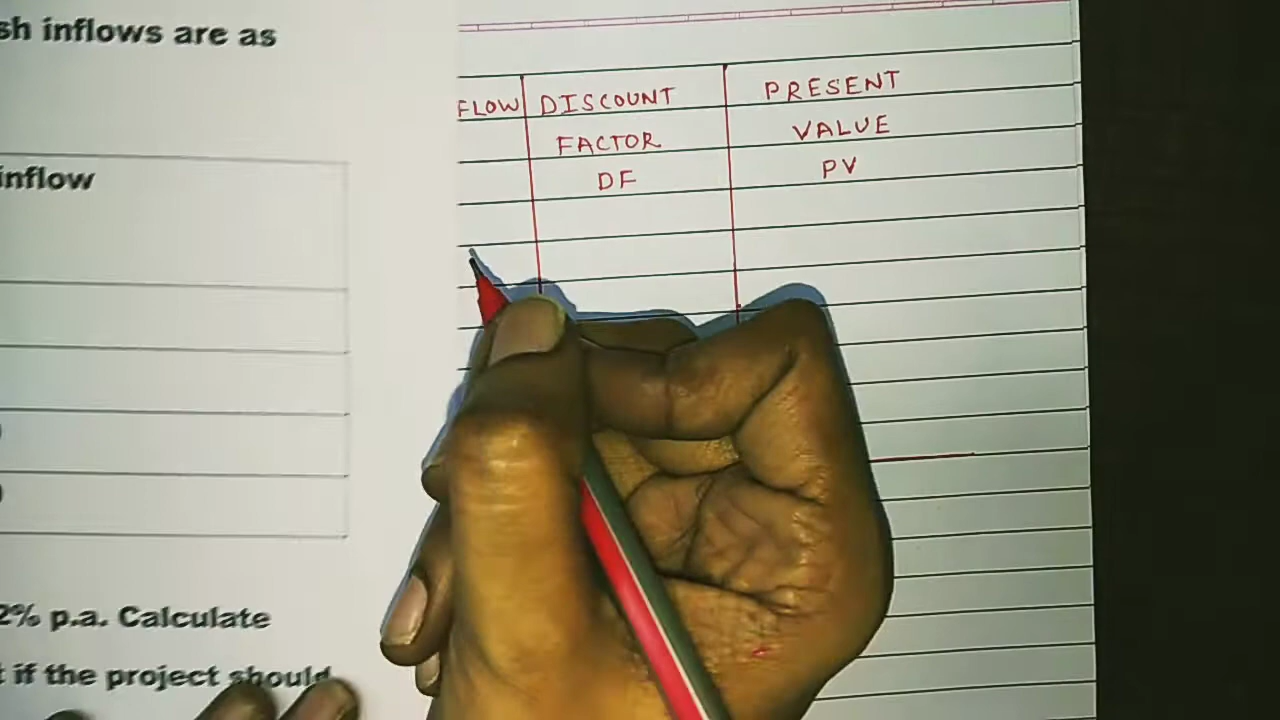 sh inflows are as
inflow
2% p.a. Calculate
if the project should
FLOW DISCOUNT PRESENT
FACTOR VALUE
DF PV